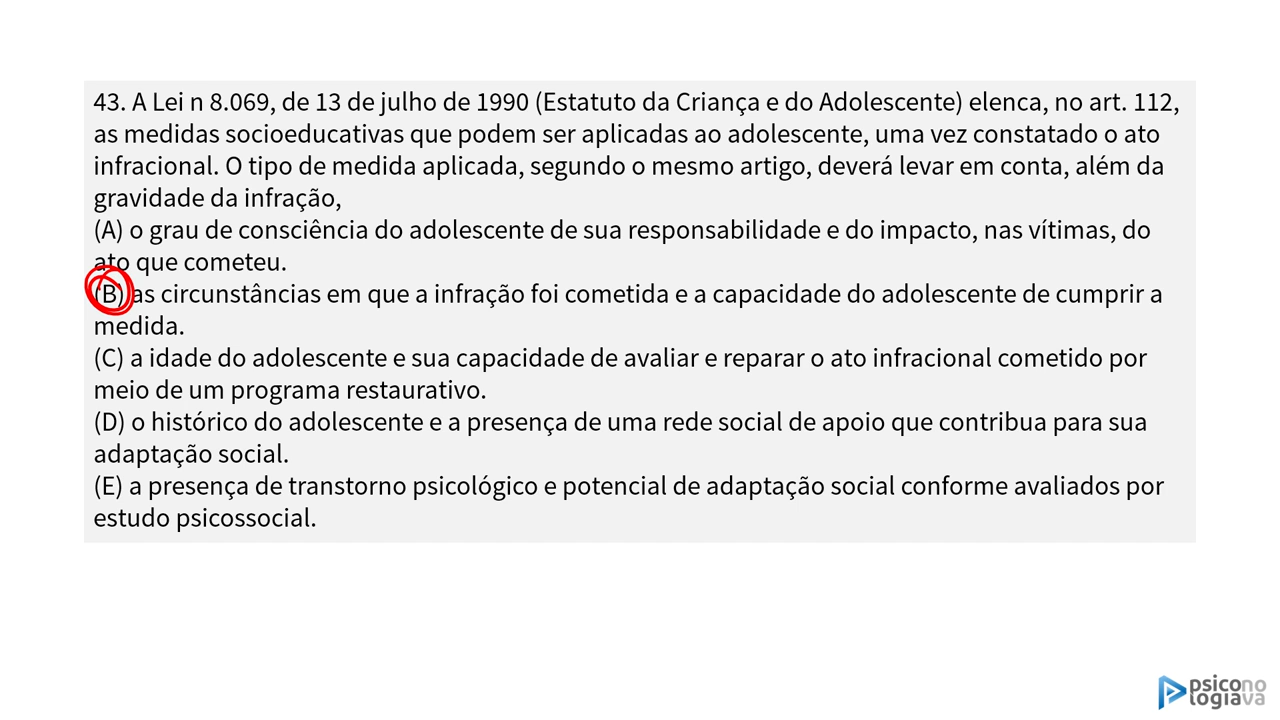 43. A Lei n 8.069, de 13 de julho de 1990 (Estatuto da Criança e do Adolescente) elenca, no art. 112,
as medidas socioeducativas que podem ser aplicadas ao adolescente, uma vez constatado o ato
infracional. O tipo de medida aplicada, segundo o mesmo artigo, deverá levar em conta, além da
gravidade da infração,
(A) o grau de consciência do adolescente de sua responsabilidade e do impacto, nas vítimas, do
ato que cometeu.
(B) as circunstâncias em que a infração foi cometida e a capacidade do adolescente de cumprir a
medida.
(C) a idade do adolescente e sua capacidade de avaliar e reparar o ato infracional cometido por
meio de um programa restaurativo.
(D) o histórico do adolescente e a presença de uma rede social de apoio que contribua para sua
adaptação social.
(E) a presença de transtorno psicológico e potencial de adaptação social conforme avaliados por
estudo psicossocial.
psicono
logiava